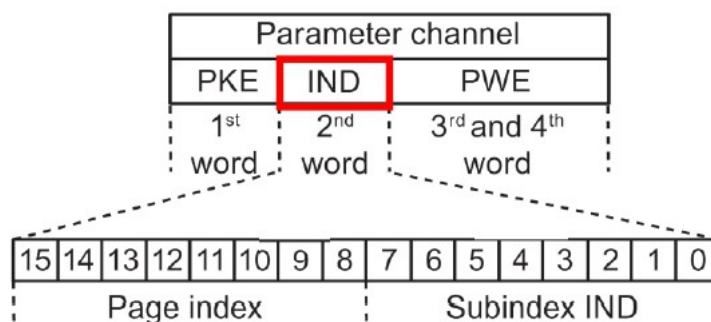 Parameter channel
PKE IND PWE
1st 2nd 3rd and 4th
word word word
15 14 13 12 11 10 9 8 7 6 5 4 3 2 1 0
Page index Subindex IND